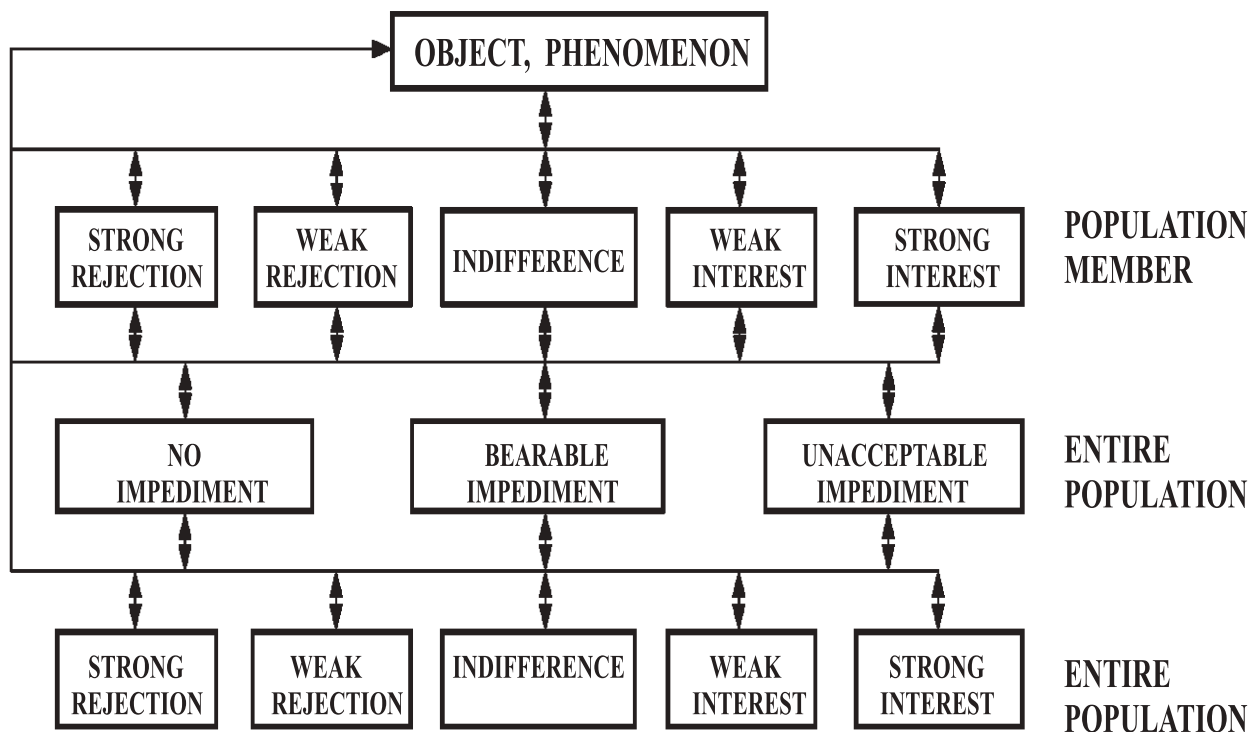 OBJECT, PHENOMENON
STRONG
REJECTION
WEAK
REJECTION
INDIFFERENCE
WEAK
INTEREST
STRONG
INTEREST
POPULATION
MEMBER
NO
IMPEDIMENT
BEARABLE
IMPEDIMENT
UNACCEPTABLE
IMPEDIMENT
ENTIRE
POPULATION
STRONG
REJECTION
WEAK
REJECTION
INDIFFERENCE
WEAK
INTEREST
STRONG
INTEREST
ENTIRE
POPULATION